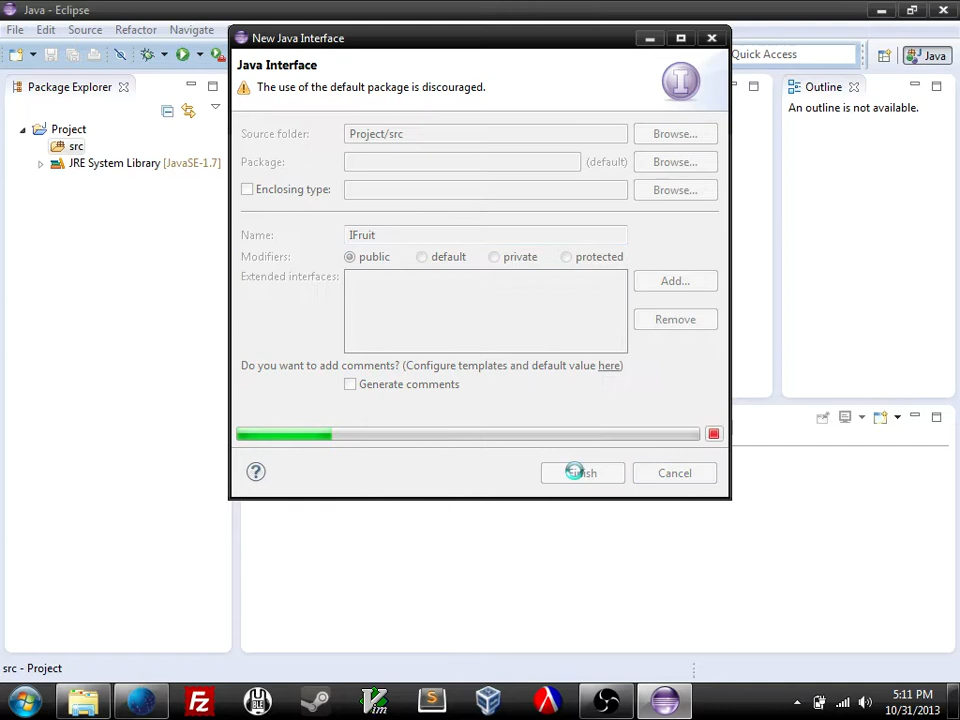 Java - Eclipse
File Edit Source Refactor Navigate
New Java Interface
Java Interface
The use of the default package is discouraged.
Quick Access
Java
Package Explorer
Outline
An outline is not available.
Project
src
JRE System Library [JavaSE-1.7]
Source folder: Project/src Browse...
Package: (default) Browse...
Enclosing type: Browse...
Name: IFruit
Modifiers: public default private protected
Extended interfaces: Add...
Remove
Do you want to add comments? (Configure templates and default value here)
Generate comments
Finish Cancel
src - Project
5:11 PM
10/31/2013